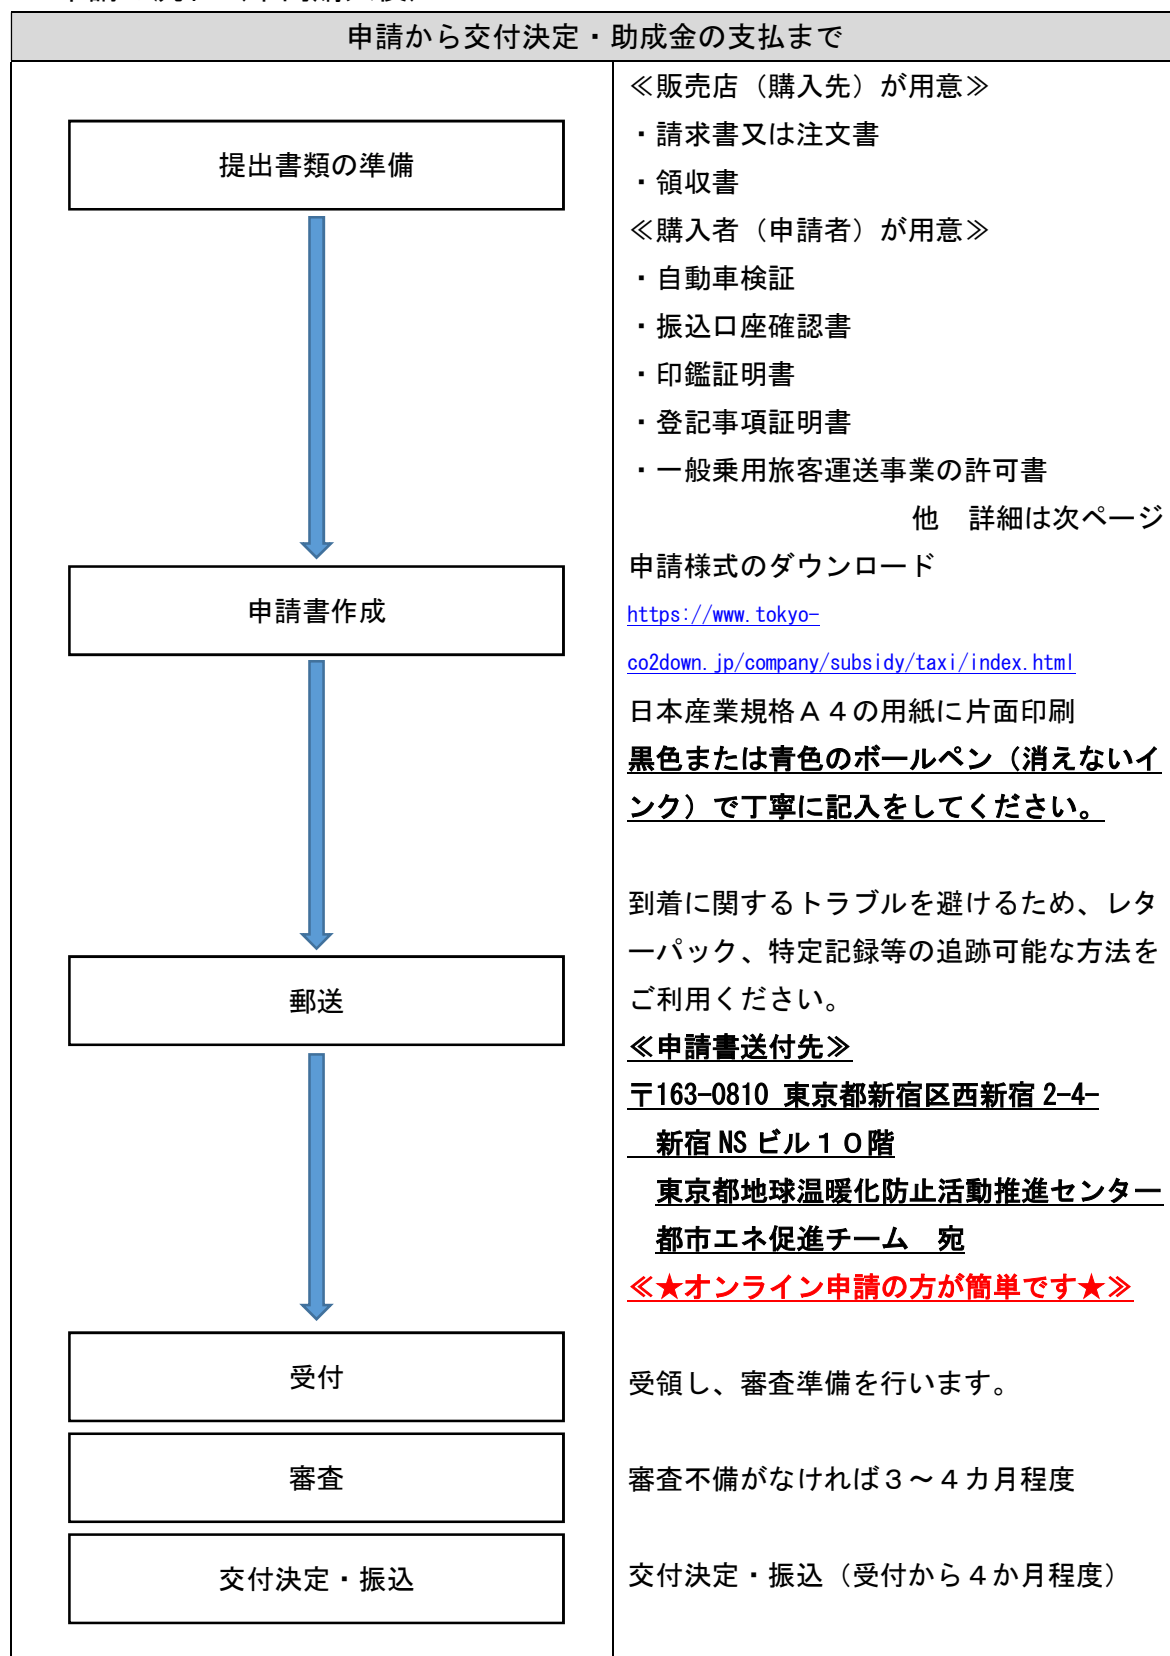 申請から交付決定・助成金の支払まで
提出書類の準備
≪販売店（購入先）が用意≫
・請求書又は注文書
・領収書
≪購入者（申請者）が用意≫
・自動車検証
・振込口座確認書
・印鑑証明書
・登記事項証明書
・一般乗用旅客運送事業の許可書
他　詳細は次ページ
申請書作成
申請様式のダウンロード
https://www.tokyo-
co2down.jp/company/subsidy/taxi/index.html
日本産業規格Ａ４の用紙に片面印刷
黒色または青色のボールペン（消えないイ
ンク）で丁寧に記入をしてください。
郵送
到着に関するトラブルを避けるため、レタ
ーパック、特定記録等の追跡可能な方法を
ご利用ください。
≪申請書送付先≫
〒163-0810 東京都新宿区西新宿 2-4-
新宿 NS ビル１０階
東京都地球温暖化防止活動推進センター
都市エネ促進チーム　宛
≪★オンライン申請の方が簡単です★≫
受付
受領し、審査準備を行います。
審査
審査不備がなければ３～４カ月程度
交付決定・振込
交付決定・振込（受付から４か月程度）